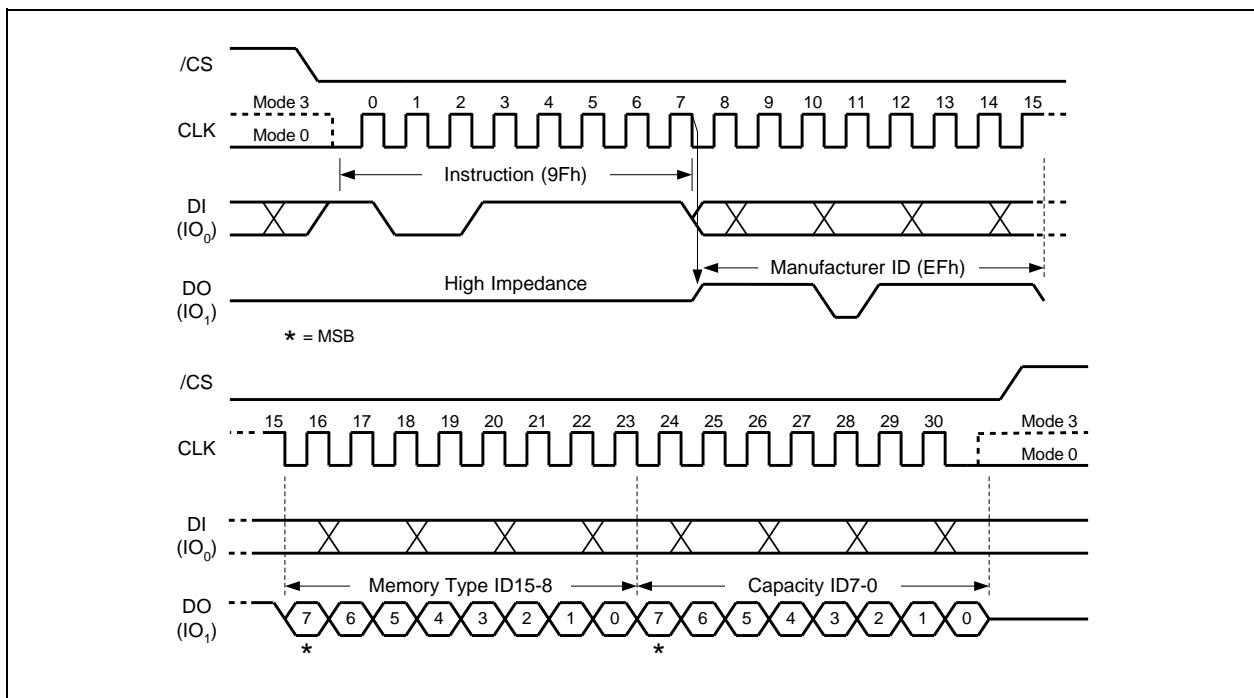 /CS
Mode 3 0 1 2 3 4 5 6 7 8 9 10 11 12 13 14 15
CLK
Mode 0
Instruction (9Fh)
DI
(IO0)
Manufacturer ID (EFh)
High Impedance
DO
(IO1)
* = MSB
/CS
15 16 17 18 19 20 21 22 23 24 25 26 27 28 29 30 Mode 3
CLK
Mode 0
DI
(IO0)
Memory Type ID15-8 Capacity ID7-0
DO
(IO1)
7 6 5 4 3 2 1 0 7 6 5 4 3 2 1 0
* *